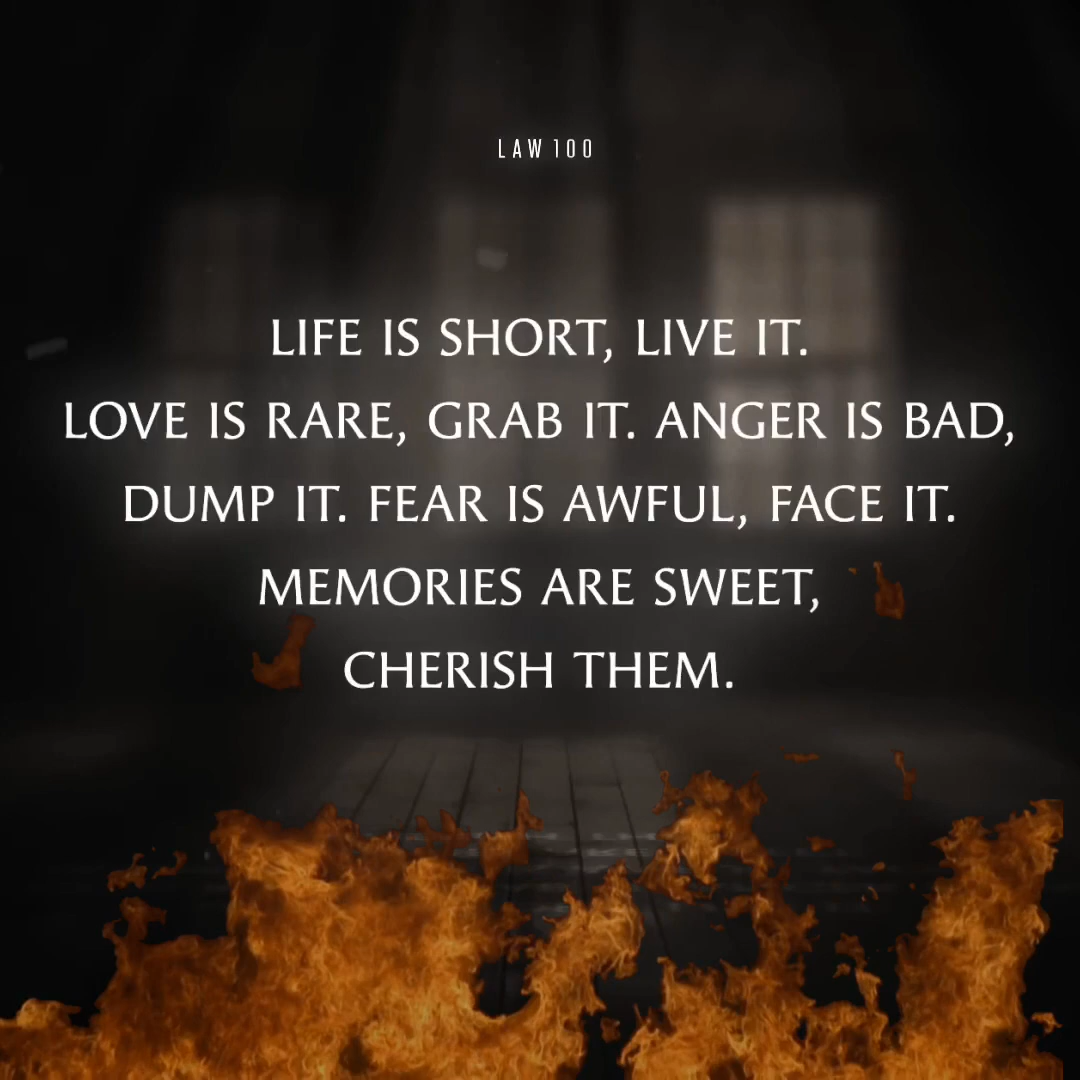 LAW 100
LIFE IS SHORT, LIVE IT.
LOVE IS RARE, GRAB IT. ANGER IS BAD,
DUMP IT. FEAR IS AWFUL, FACE IT.
MEMORIES ARE SWEET,
CHERISH THEM.